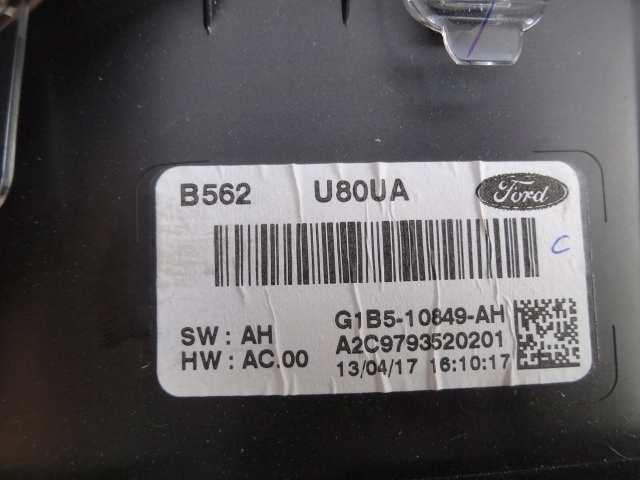 B562 U80UA Ford
C
G1B5-10849-AH
SW : AH
A2C9793520201
HW : AC.00
13/04/17 16:10:17